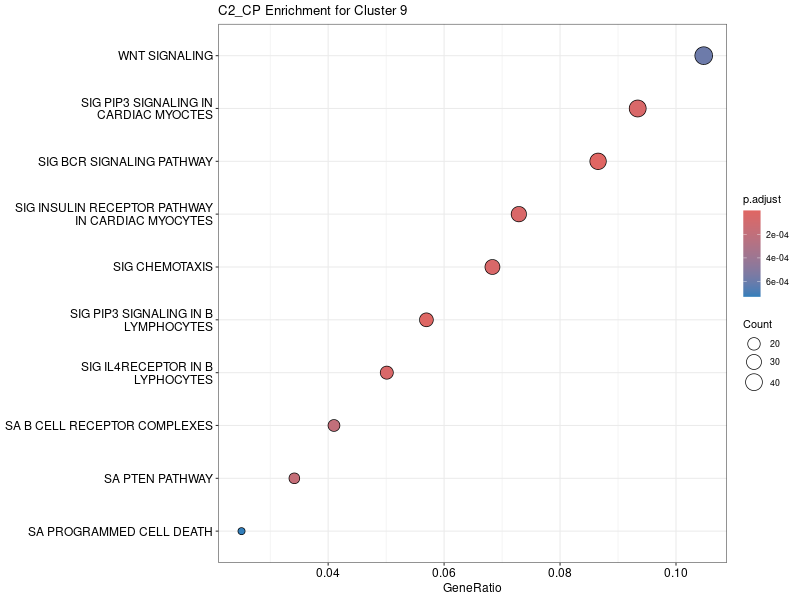 C2_CP Enrichment for Cluster 9
WNT SIGNALING
SIG PIP3 SIGNALING IN
CARDIAC MYOCTES
SIG BCR SIGNALING PATHWAY
SIG INSULIN RECEPTOR PATHWAY
IN CARDIAC MYOCYTES
SIG CHEMOTAXIS
SIG PIP3 SIGNALING IN B
LYMPHOCYTES
SIG IL4RECEPTOR IN B
LYPHOCYTES
SA B CELL RECEPTOR COMPLEXES
SA PTEN PATHWAY
SA PROGRAMMED CELL DEATH
0.04 0.06 0.08 0.10
GeneRatio
p.adjust
2e-04
4e-04
6e-04
Count
20
30
40